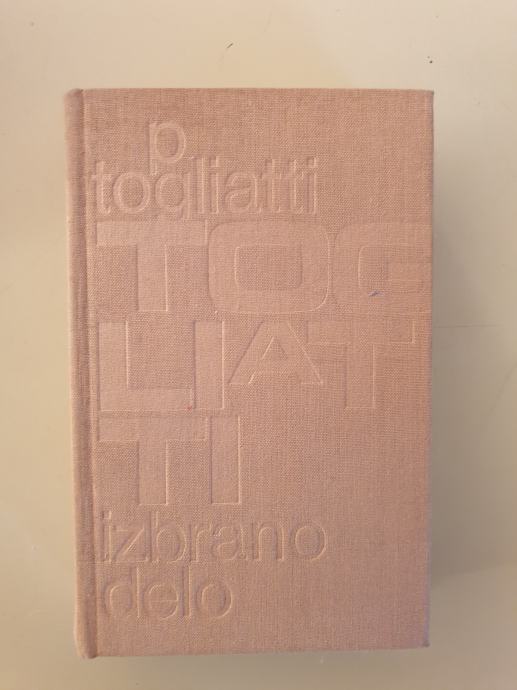 p
togliatti
TOG
LIAT
TI
izbrano
delo